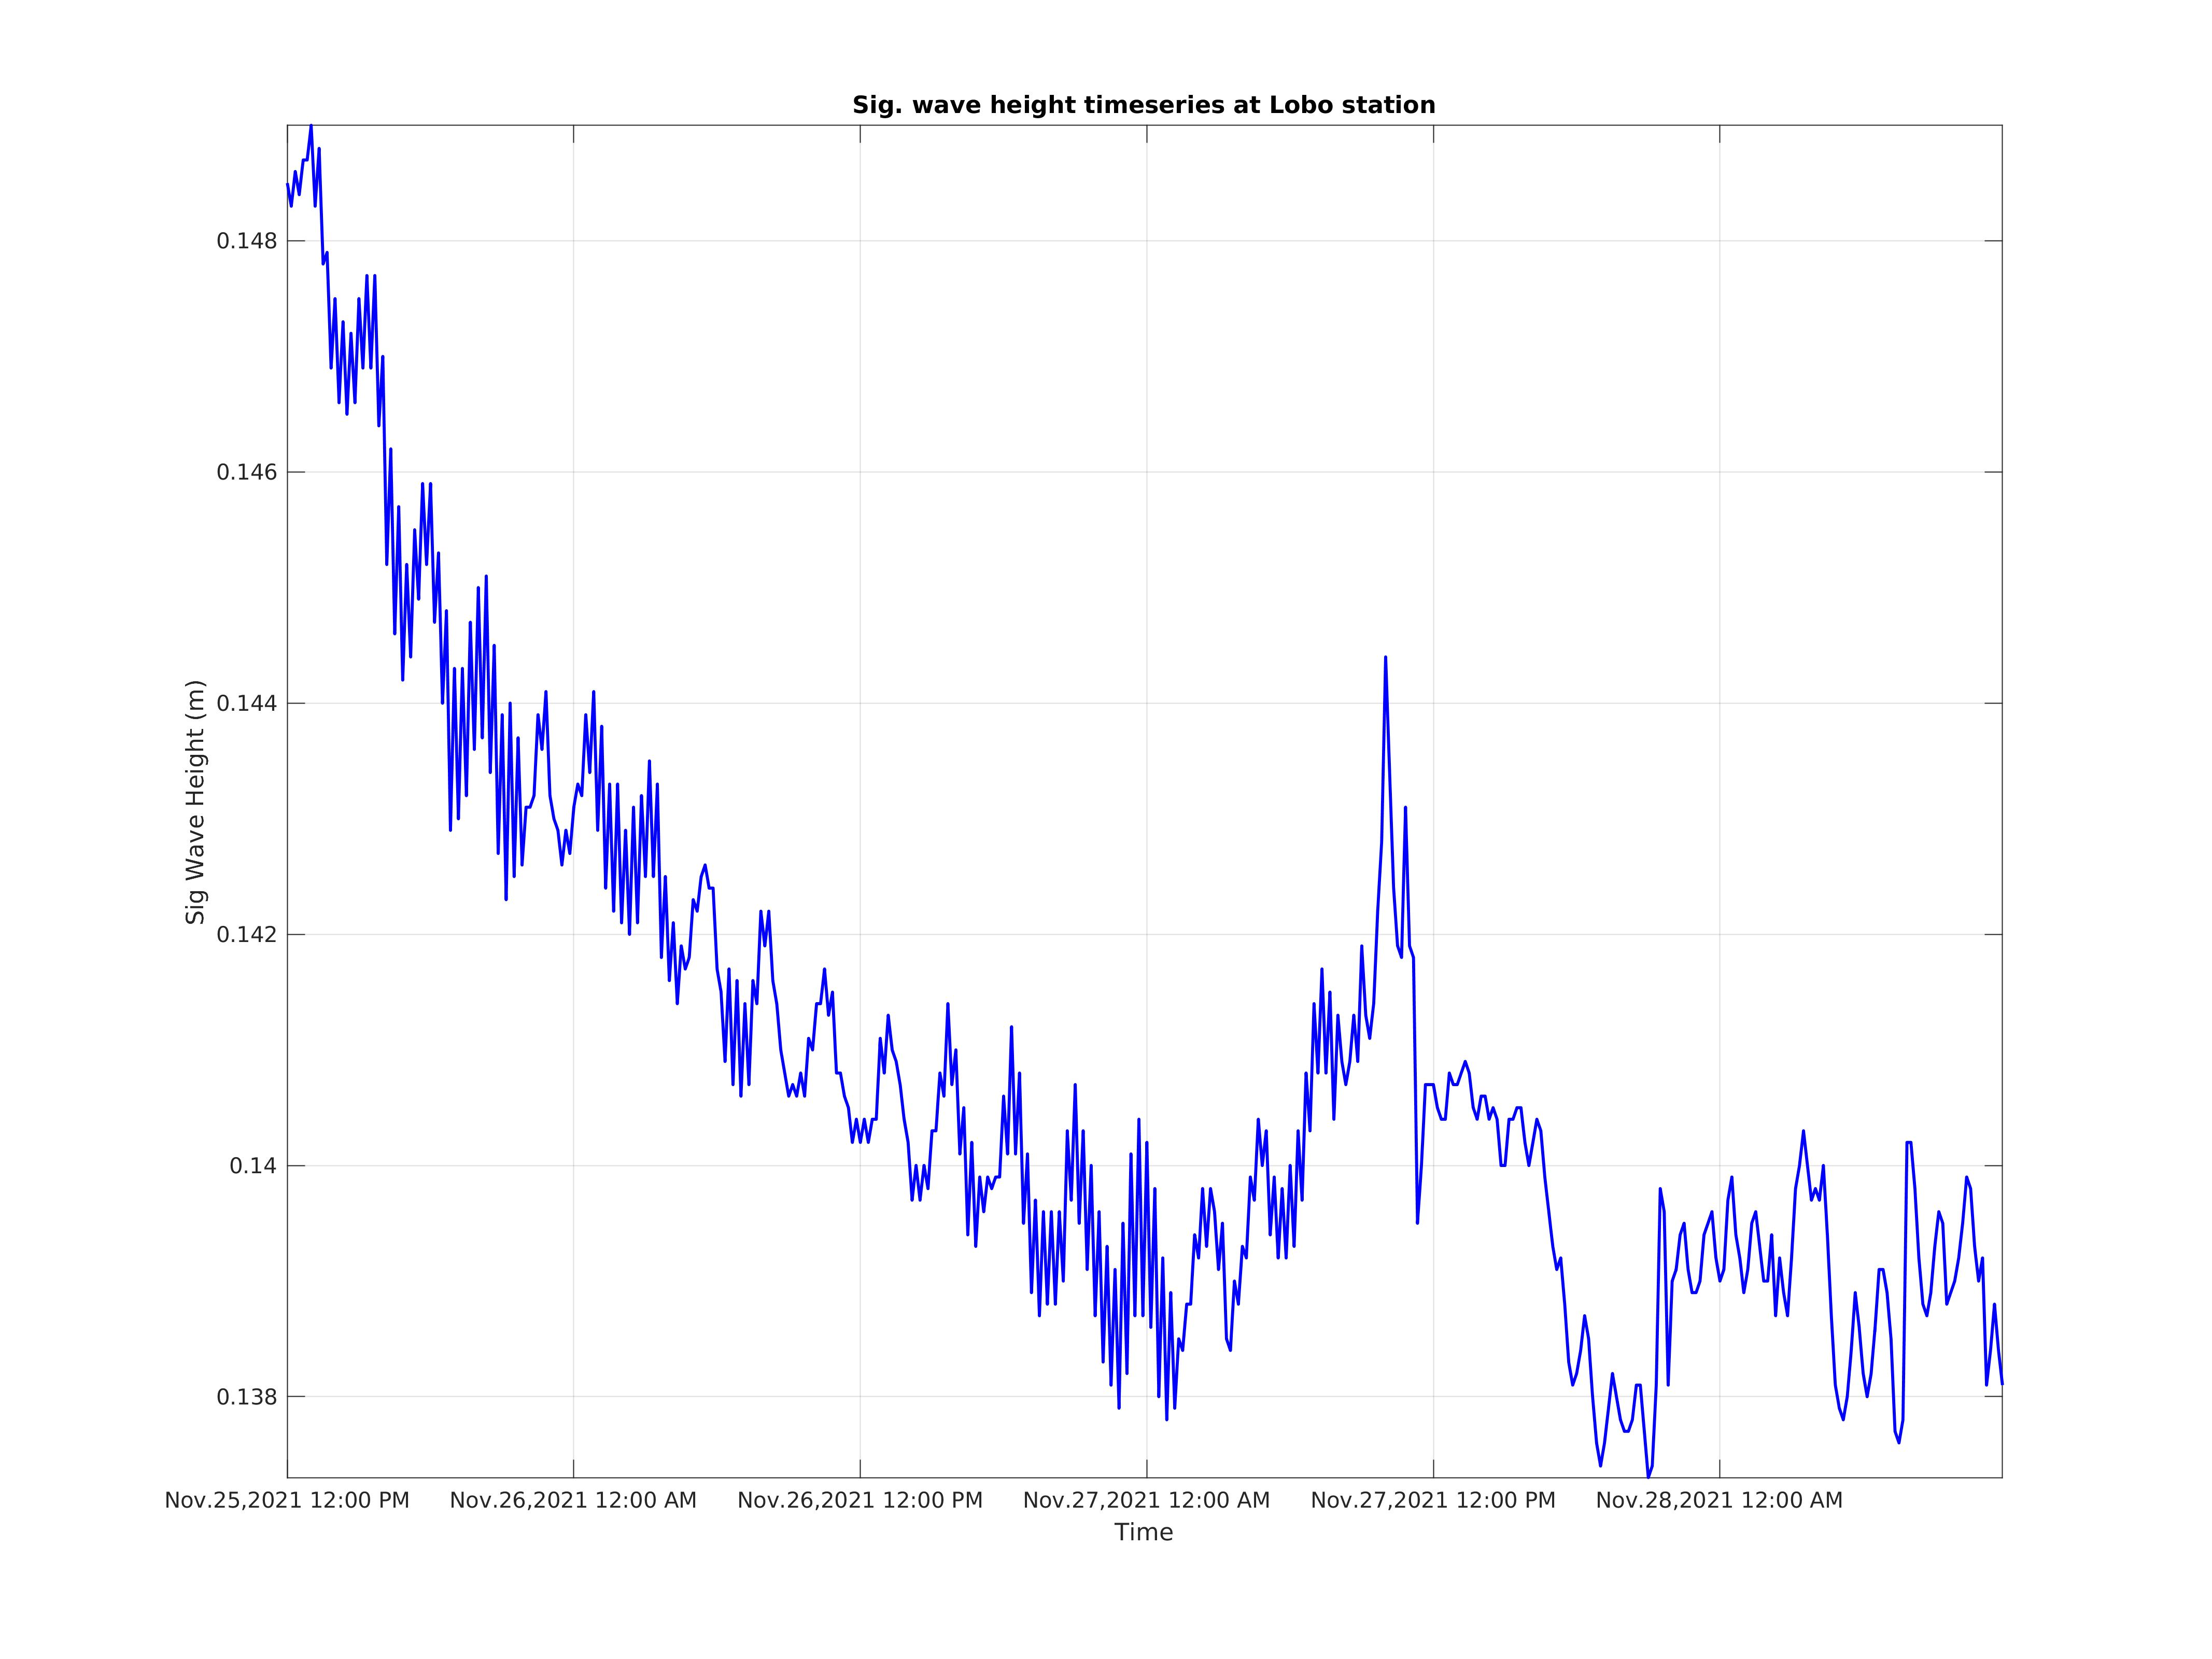 Sig. wave height timeseries at Lobo station
0.148
0.146
0.144
0.142
0.14
0.138
Sig Wave Height (m)
Nov.25,2021 12:00 PM Nov.26,2021 12:00 AM Nov.26,2021 12:00 PM Nov.27,2021 12:00 AM Nov.27,2021 12:00 PM Nov.28,2021 12:00 AM
Time